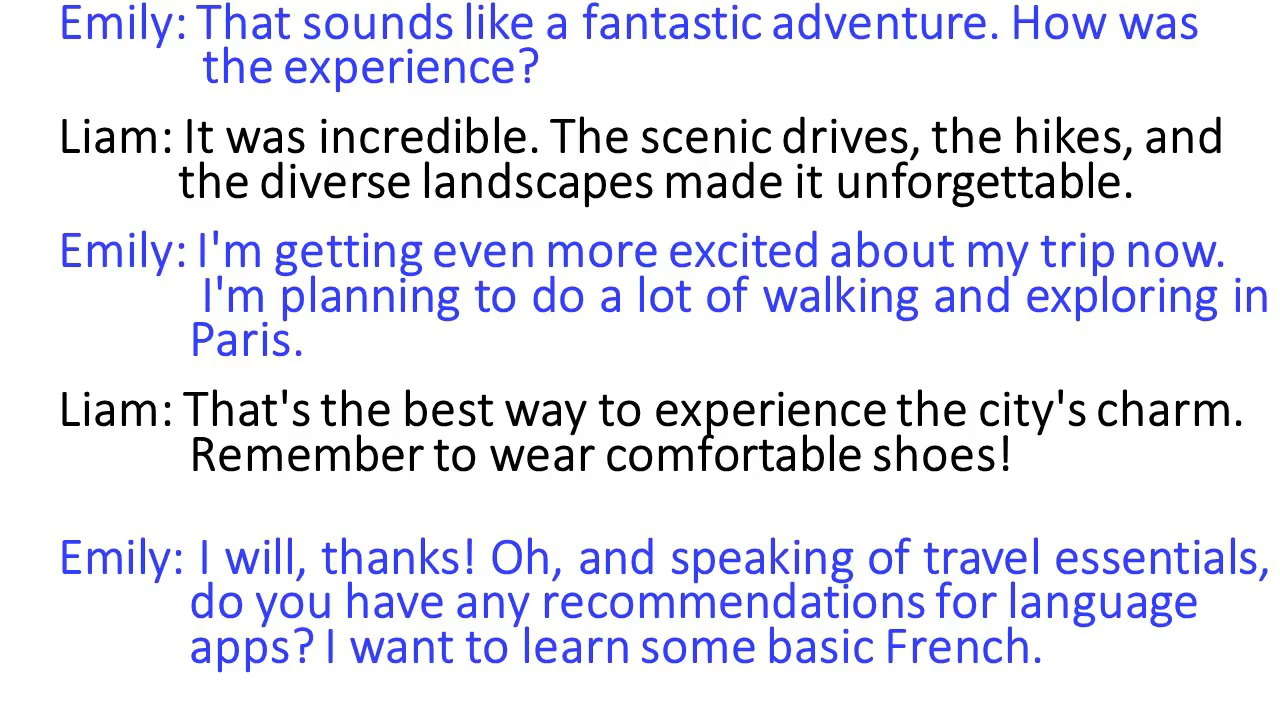 Emily: That sounds like a fantastic adventure. How was
the experience?
Liam: It was incredible. The scenic drives, the hikes, and
the diverse landscapes made it unforgettable.
Emily: I'm getting even more excited about my trip now.
I'm planning to do a lot of walking and exploring in
Paris.
Liam: That's the best way to experience the city's charm.
Remember to wear comfortable shoes!
Emily: I will, thanks! Oh, and speaking of travel essentials,
do you have any recommendations for language
apps? I want to learn some basic French.